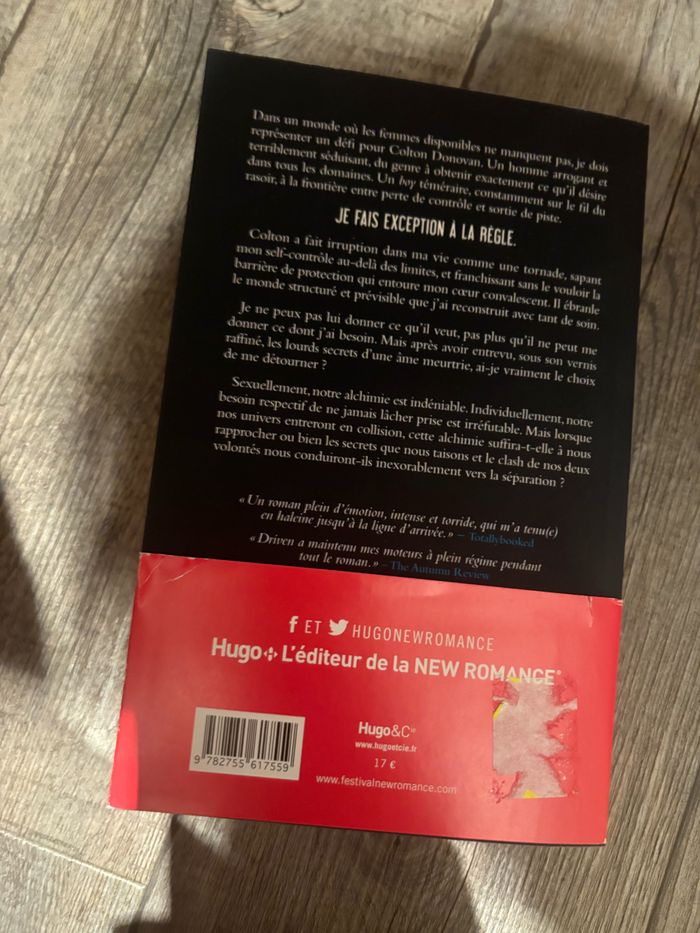 Dans un monde où les femmes disponibles ne manquent pas, je dois
représenter un défi pour Colton Donovan. Un homme arrogant et
terriblement séduisant, du genre à obtenir exactement ce qu'il désire
dans tous les domaines. Un boy téméraire, constamment sur le fil du
rasoir, à la frontière entre perte de contrôle et sortie de piste.
JE FAIS EXCEPTION À LA RÈGLE.
Colton a fait irruption dans ma vie comme une tornade, sapant
mon self-contrôle au-delà des limites, et franchissant sans le vouloir la
barrière de protection qui entoure mon cœur convalescent. Il ébranle
le monde structuré et prévisible que j'ai reconstruit avec tant de soin.
Je ne peux pas lui donner ce qu'il veut, pas plus qu'il ne peut me
donner ce dont j'ai besoin. Mais après avoir entrevu, sous son vernis
raffiné, les lourds secrets d'une âme meurtrie, ai-je vraiment le choix
de me détourner ?
Sexuellement, notre alchimie est indéniable. Individuellement, notre
besoin respectif de ne jamais lâcher prise est irréfutable. Mais lorsque
nos univers entreront en collision, cette alchimie suffira-t-elle à nous
rapprocher ou bien les secrets que nous taisons et le clash de nos deux
volontés nous conduiront-ils inexorablement vers la séparation ?
« Un roman plein d'émotion, intense et torride, qui m'a tenu(e)
en haleine jusqu'à la ligne d'arrivée. » – Totallybooked
« Driven a maintenu mes moteurs à plein régime pendant
tout le roman. » – The Autumn Review
f ET HUGONEWROMANCE
Hugo L'éditeur de la NEW ROMANCE®
Hugo&Cie
www.hugoetcie.fr
17 €
9 782755 617559
www.festivalnewromance.com